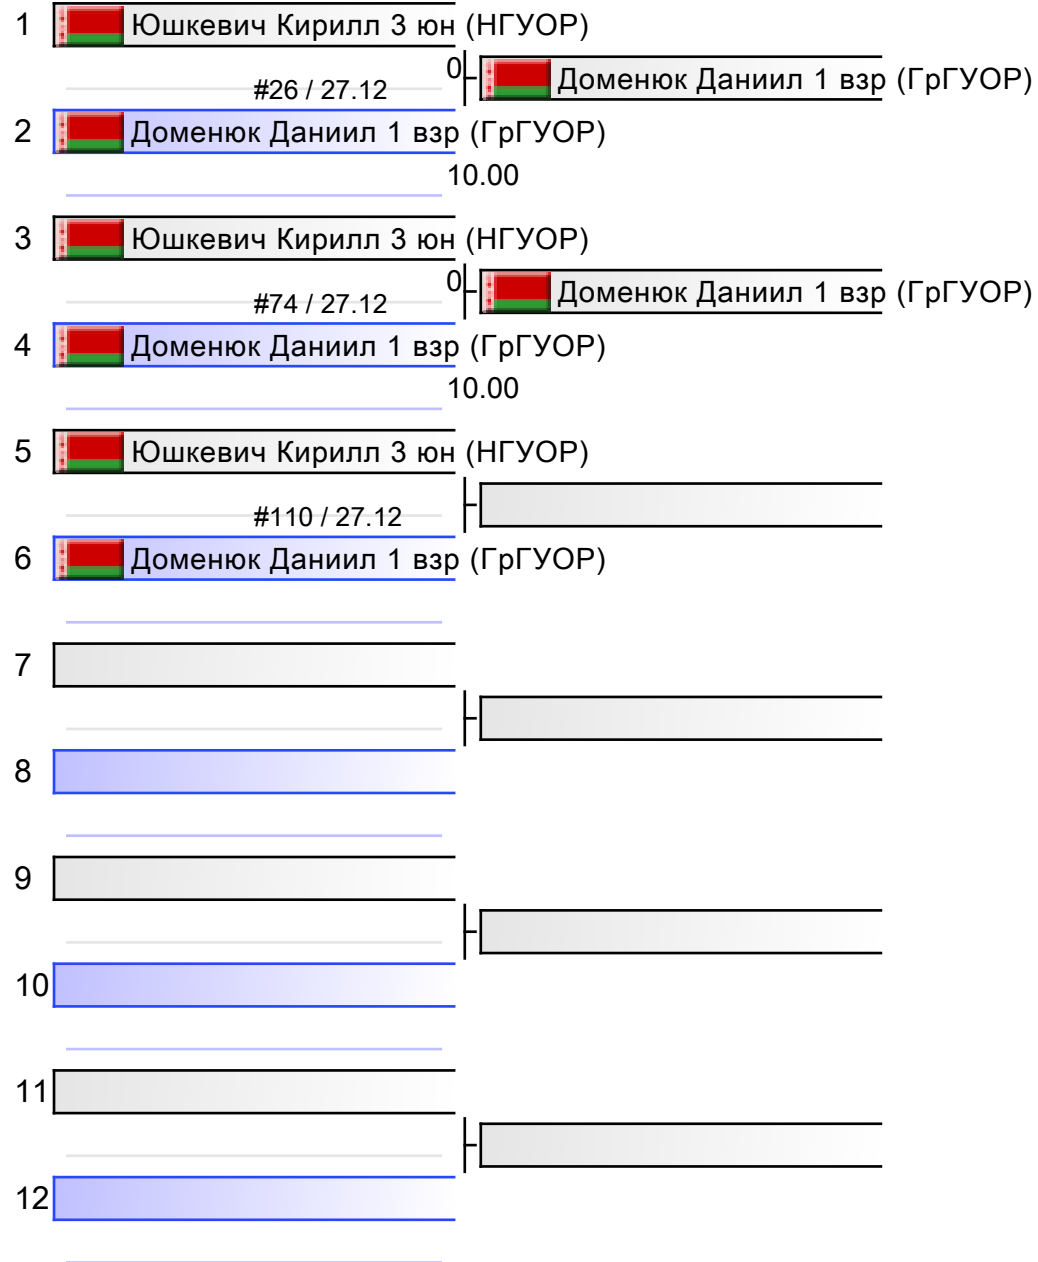 1 Юшкевич Кирилл 3 юн (НГУОР)
0
Доменюк Даниил 1 взр (ГрГУОР)
#26 / 27.12
2 Доменюк Даниил 1 взр (ГрГУОР)
10.00
3 Юшкевич Кирилл 3 юн (НГУОР)
0
Доменюк Даниил 1 взр (ГрГУОР)
#74 / 27.12
4 Доменюк Даниил 1 взр (ГрГУОР)
10.00
5 Юшкевич Кирилл 3 юн (НГУОР)
#110 / 27.12
6 Доменюк Даниил 1 взр (ГрГУОР)
7
8
9
10
11
12